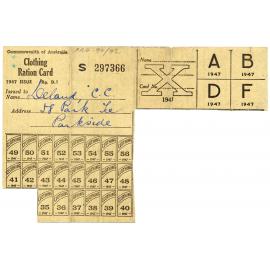 Commonwealth of Australia
Clothing
Ration Card
1947 ISSUE
S 297366
Issued to
Name Leland, C.C
Address 58 Park Tce
Parkside
49 50 51 52 53 54 55 56
41 42 43 44 45 46 47 48
35 36 37 38 39 40
Name
X
Card No.
1947
A B
1947 1947
D F
1947 1947